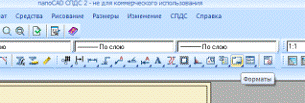 nanoCAD СПДС 2 - не для коммерческого использования
ат Средства Рисование Размеры Изменение СПДС Справка
По слою По слою 1:1
Форматы